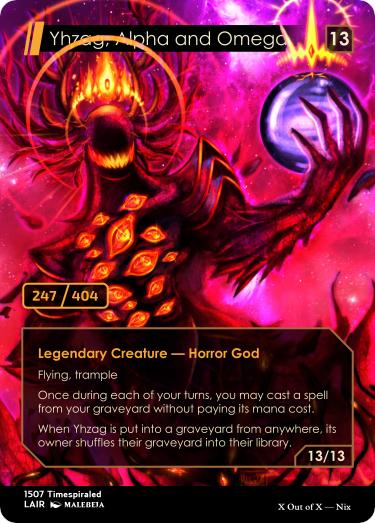 Yhzag, Alpha and Omega
13
247 / 404
Legendary Creature — Horror God
Flying, trample
Once during each of your turns, you may cast a spell
from your graveyard without paying its mana cost.
When Yhzag is put into a graveyard from anywhere, its
owner shuffles their graveyard into their library.
13/13
1507 Timespiraled
LAIR MALEBEJA
X Out of X — Nix